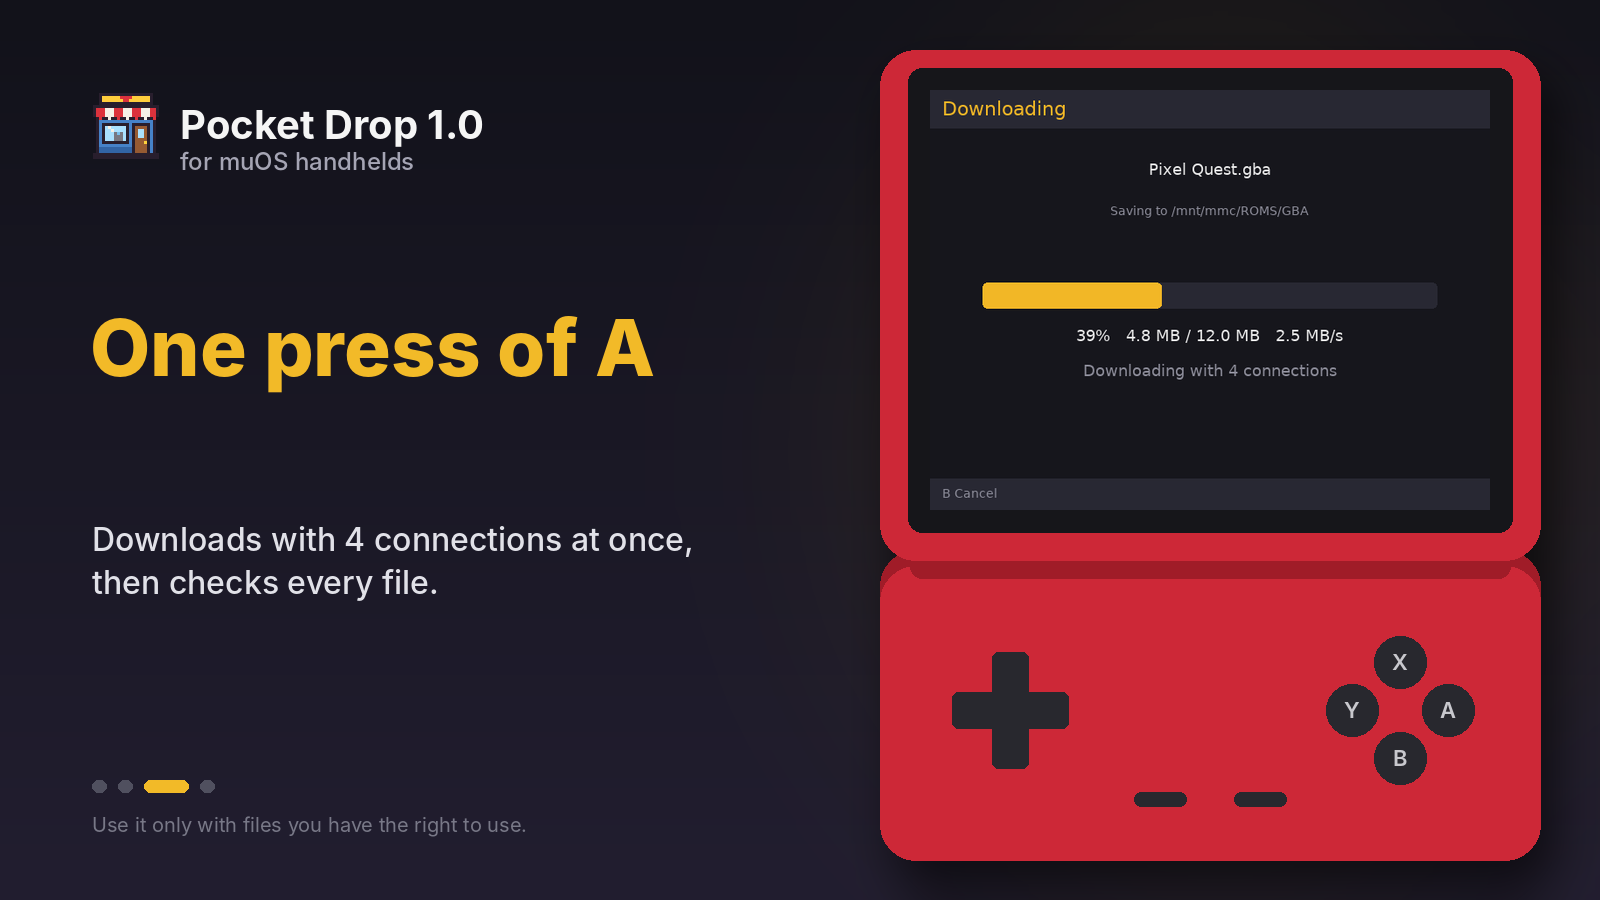 Pocket Drop 1.0
for muOS handhelds
One press of A
Downloads with 4 connections at once,
then checks every file.
Use it only with files you have the right to use.
Downloading
Pixel Quest.gba
Saving to /mnt/mmc/ROMS/GBA
39% 4.8 MB / 12.0 MB 2.5 MB/s
Downloading with 4 connections
B Cancel
X
Y A
B